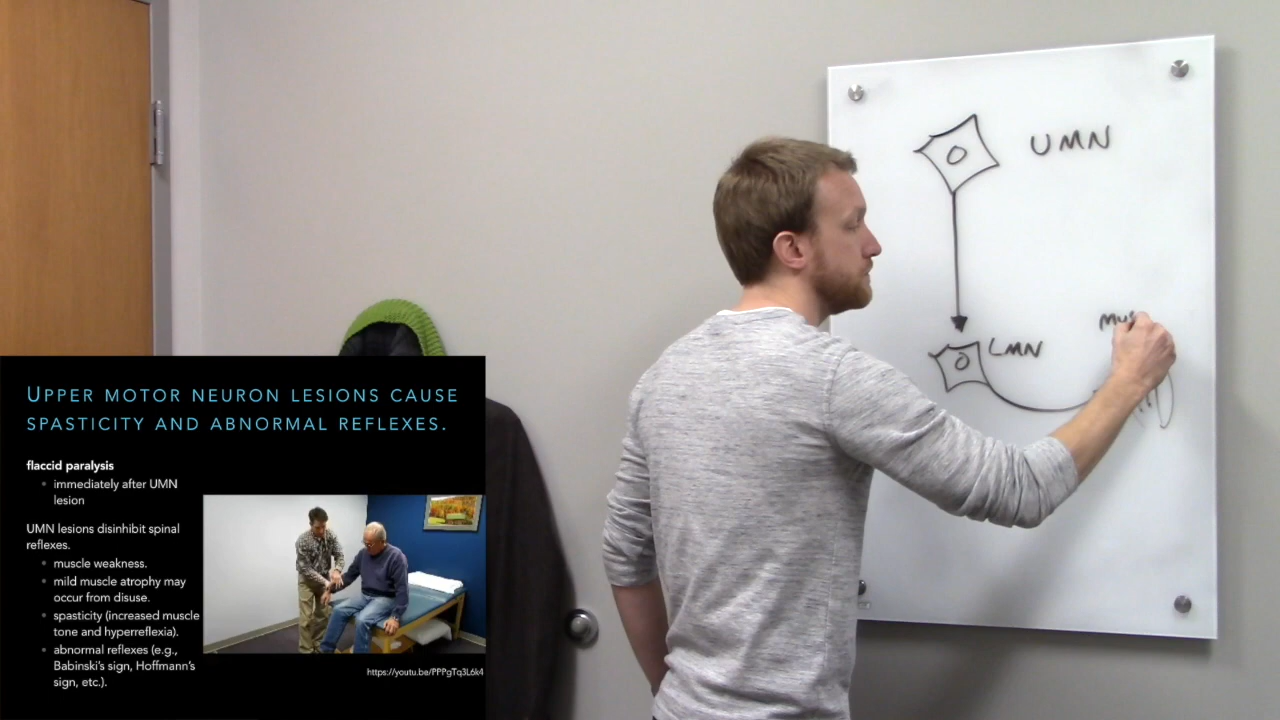 UPPER MOTOR NEURON LESIONS CAUSE
SPASTICITY AND ABNORMAL REFLEXES.
flaccid paralysis
immediately after UMN
lesion
UMN lesions disinhibit spinal
reflexes.
muscle weakness.
mild muscle atrophy may
occur from disuse.
spasticity (increased muscle
tone and hyperreflexia).
abnormal reflexes (e.g.,
Babinski's sign, Hoffmann's
sign, etc.).
https://youtu.be/PPPgTq3L6k4
UMN
LMN